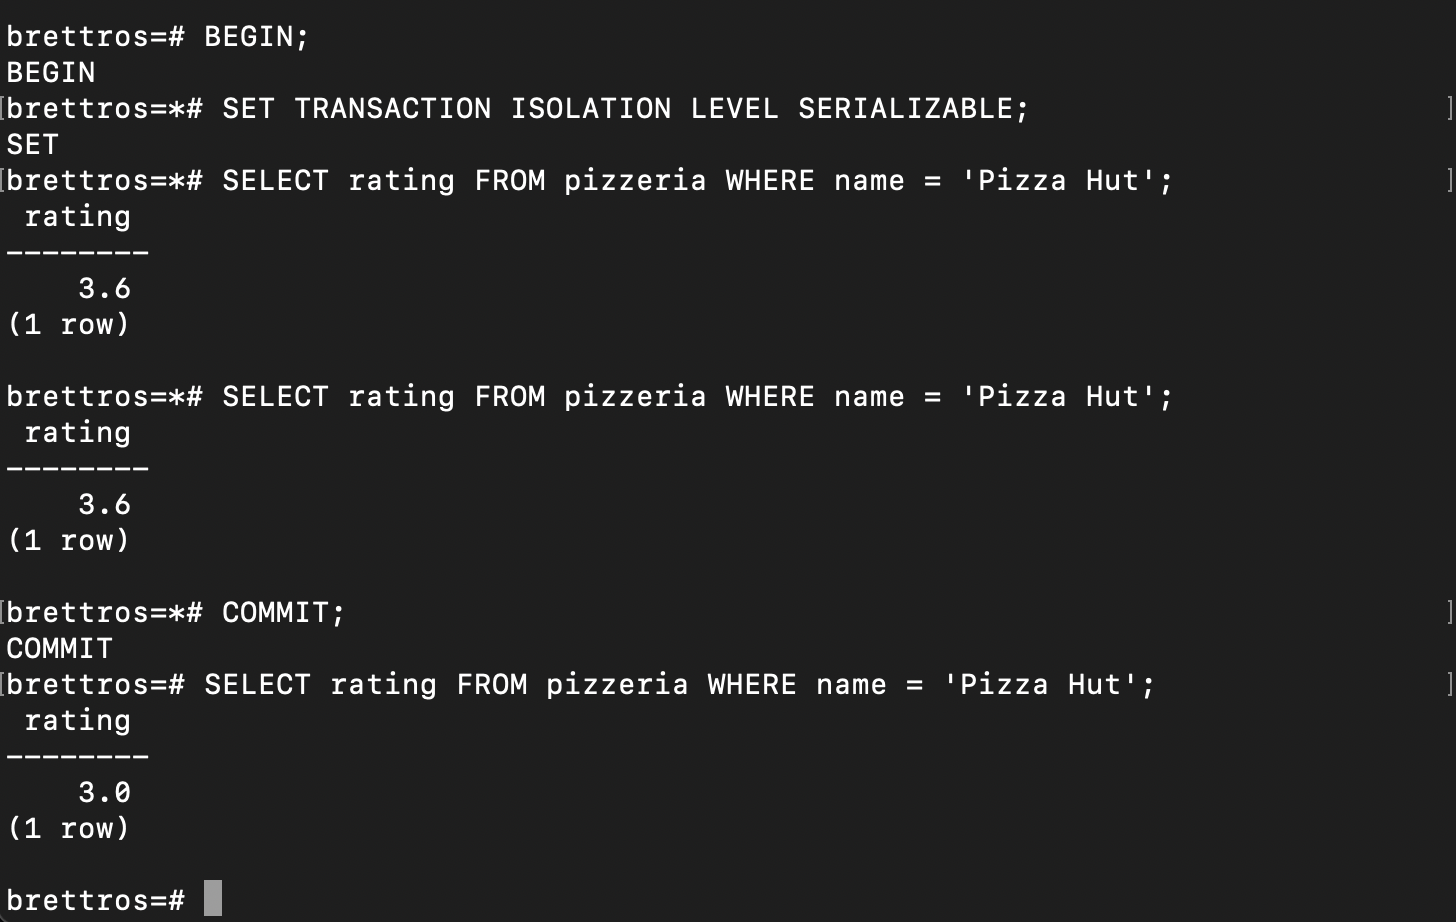 brettros=# BEGIN;
BEGIN
[brettros=*# SET TRANSACTION ISOLATION LEVEL SERIALIZABLE; ]
SET
[brettros=*# SELECT rating FROM pizzeria WHERE name = 'Pizza Hut'; ]
rating
--------
3.6
(1 row)
brettros=*# SELECT rating FROM pizzeria WHERE name = 'Pizza Hut';
rating
--------
3.6
(1 row)
[brettros=*# COMMIT; ]
COMMIT
[brettros=# SELECT rating FROM pizzeria WHERE name = 'Pizza Hut'; ]
rating
--------
3.0
(1 row)
brettros=#